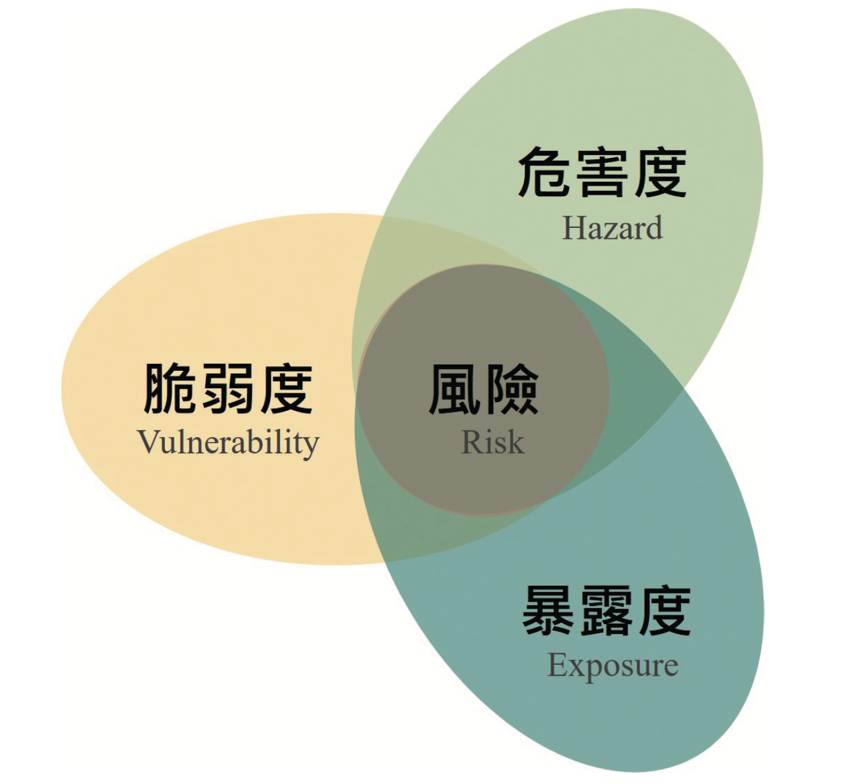 危害度
Hazard
脆弱度
Vulnerability
風險
Risk
暴露度
Exposure